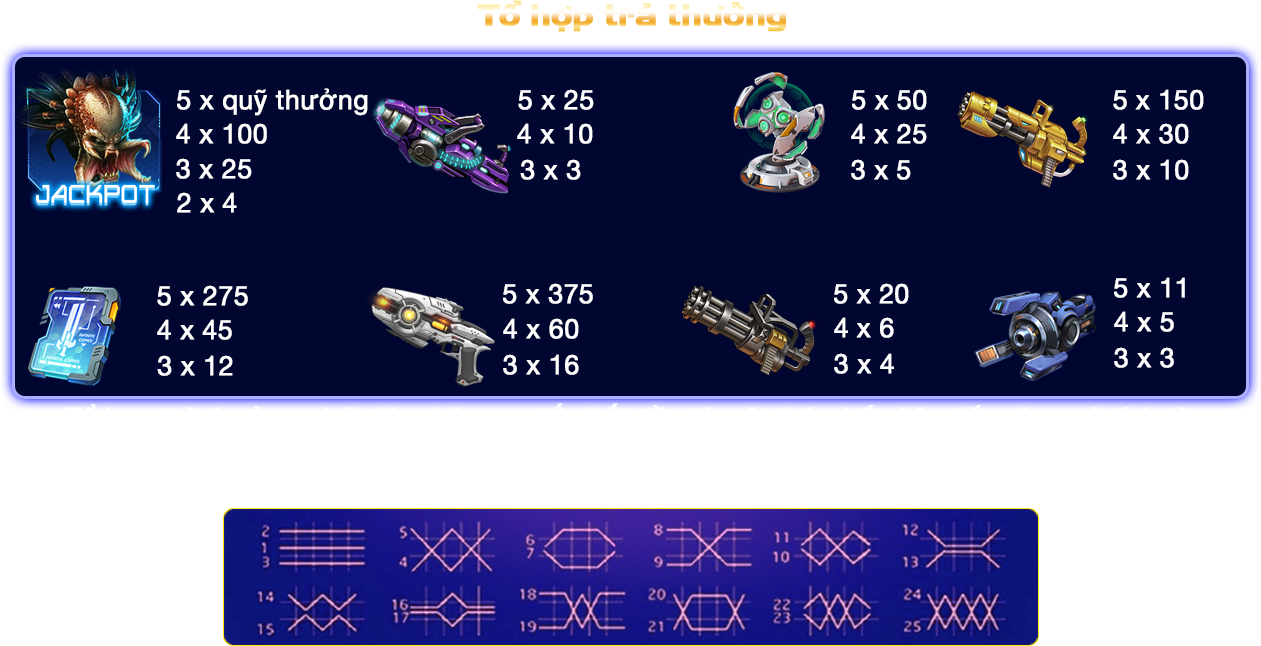 Tổ hợp trả thưởng
5 x quỹ thưởng
4 x 100
3 x 25
2 x 4
JACKPOT
5 x 25
4 x 10
3 x 3
5 x 50
4 x 25
3 x 5
5 x 150
4 x 30
3 x 10
5 x 275
4 x 45
3 x 12
5 x 375
4 x 60
3 x 16
5 x 20
4 x 6
3 x 4
5 x 11
4 x 5
3 x 3
2
1
3
5
4
6
7
8
9
11
10
12
13
14
15
16
17
18
19
20
21
22
23
24
25